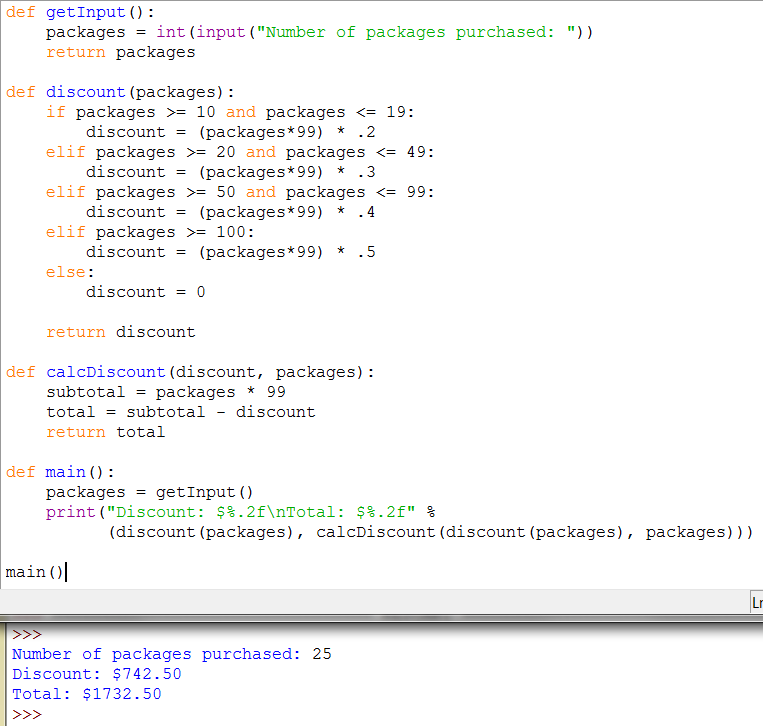 def getInput():
    packages = int(input("Number of packages purchased: "))
    return packages

def discount(packages):
    if packages >= 10 and packages <= 19:
        discount = (packages*99) * .2
    elif packages >= 20 and packages <= 49:
        discount = (packages*99) * .3
    elif packages >= 50 and packages <= 99:
        discount = (packages*99) * .4
    elif packages >= 100:
        discount = (packages*99) * .5
    else:
        discount = 0

    return discount

def calcDiscount(discount, packages):
    subtotal = packages * 99
    total = subtotal - discount
    return total

def main():
    packages = getInput()
    print("Discount: $%.2f\nTotal: $%.2f" %
          (discount(packages), calcDiscount(discount(packages), packages)))

main()
>>>
Number of packages purchased: 25
Discount: $742.50
Total: $1732.50
>>>